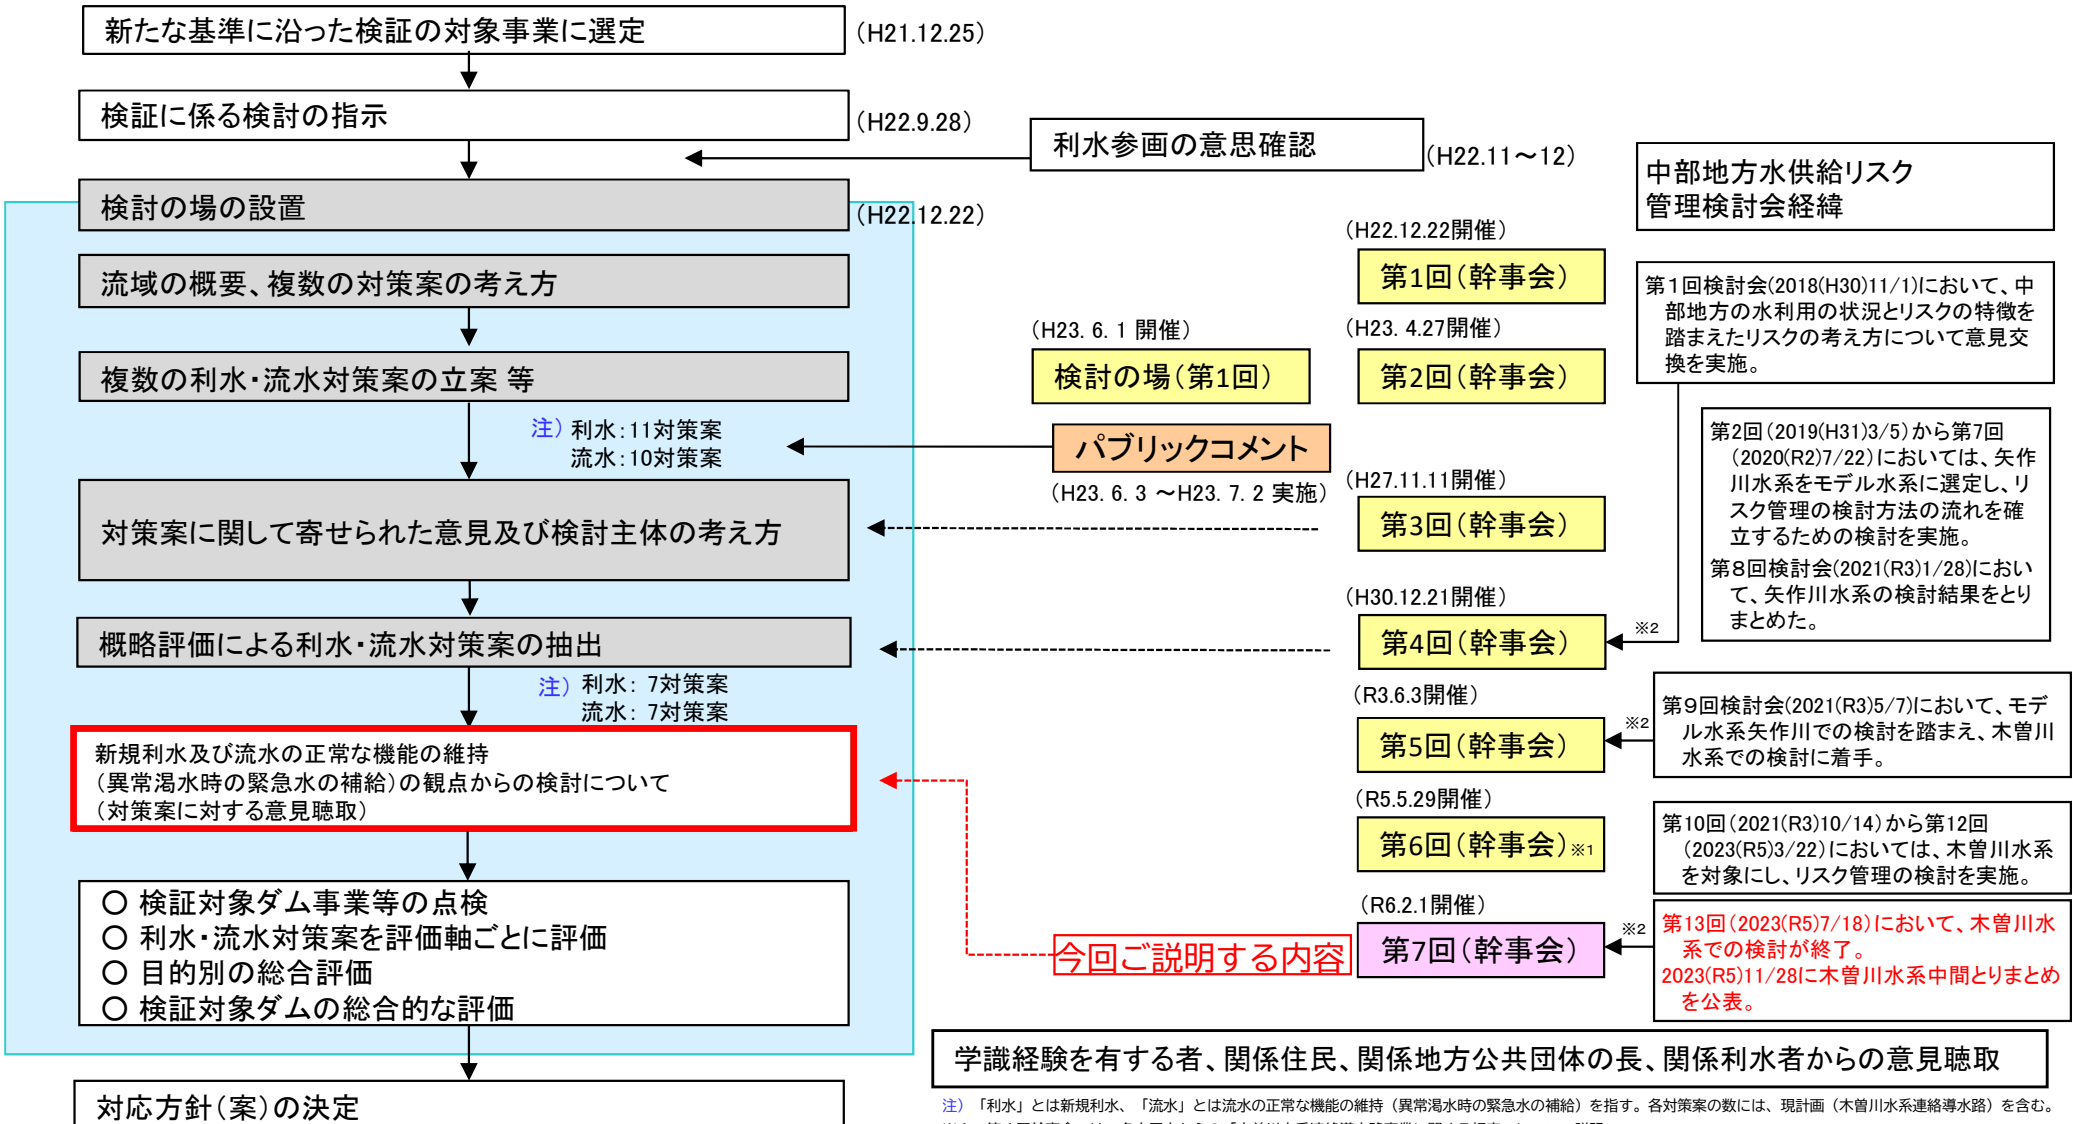 新たな基準に沿った検証の対象事業に選定
（H21.12.25）
検証に係る検討の指示
（H22.9.28）
利水参画の意思確認
（H22.11～12）
検討の場の設置
（H22.12.22）
流域の概要、複数の対策案の考え方
複数の利水・流水対策案の立案 等
注）利水：11対策案
流水：10対策案
対策案に関して寄せられた意見及び検討主体の考え方
概略評価による利水・流水対策案の抽出
注）利水： 7対策案
流水： 7対策案
新規利水及び流水の正常な機能の維持
（異常渇水時の緊急水の補給）の観点からの検討について
（対策案に対する意見聴取）
○ 検証対象ダム事業等の点検
○ 利水・流水対策案を評価軸ごとに評価
○ 目的別の総合評価
○ 検証対象ダムの総合的な評価
対応方針（案）の決定
（H23. 6. 1 開催）
検討の場（第1回）
パブリックコメント
（H23. 6. 3 ～H23. 7. 2 実施）
（H22.12.22開催）
第1回（幹事会）
（H23. 4.27開催）
第2回（幹事会）
（H27.11.11開催）
第3回（幹事会）
（H30.12.21開催）
第4回（幹事会）
※2
（R3.6.3開催）
第5回（幹事会）
※2
（R5.5.29開催）
第6回（幹事会）※1
（R6.2.1開催）
第7回（幹事会）
※2
今回ご説明する内容
中部地方水供給リスク
管理検討会経緯
第１回検討会(2018(H30)11/1)において、中
部地方の水利用の状況とリスクの特徴を
踏まえたリスクの考え方について意見交
換を実施。
第2回（2019(H31)3/5）から第7回
（2020(R2)7/22）においては、矢作
川水系をモデル水系に選定し、リ
スク管理の検討方法の流れを確
立するための検討を実施。
第８回検討会(2021(R3)1/28)におい
て、矢作川水系の検討結果をとり
まとめた。
第９回検討会(2021(R3)5/7)において、モデ
ル水系矢作川での検討を踏まえ、木曽川
水系での検討に着手。
第10回（2021(R3)10/14）から第12回
（2023(R5)3/22）においては、木曽川水系
を対象にし、リスク管理の検討を実施。
第13回（2023(R5)7/18）において、木曽川水
系での検討が終了。
2023(R5)11/28に木曽川水系中間とりまとめ
を公表。
学識経験を有する者、関係住民、関係地方公共団体の長、関係利水者からの意見聴取
注）「利水」とは新規利水、「流水」とは流水の正常な機能の維持（異常渇水時の緊急水の補給）を指す。各対策案の数には、現計画（木曽川水系連絡導水路）を含む。